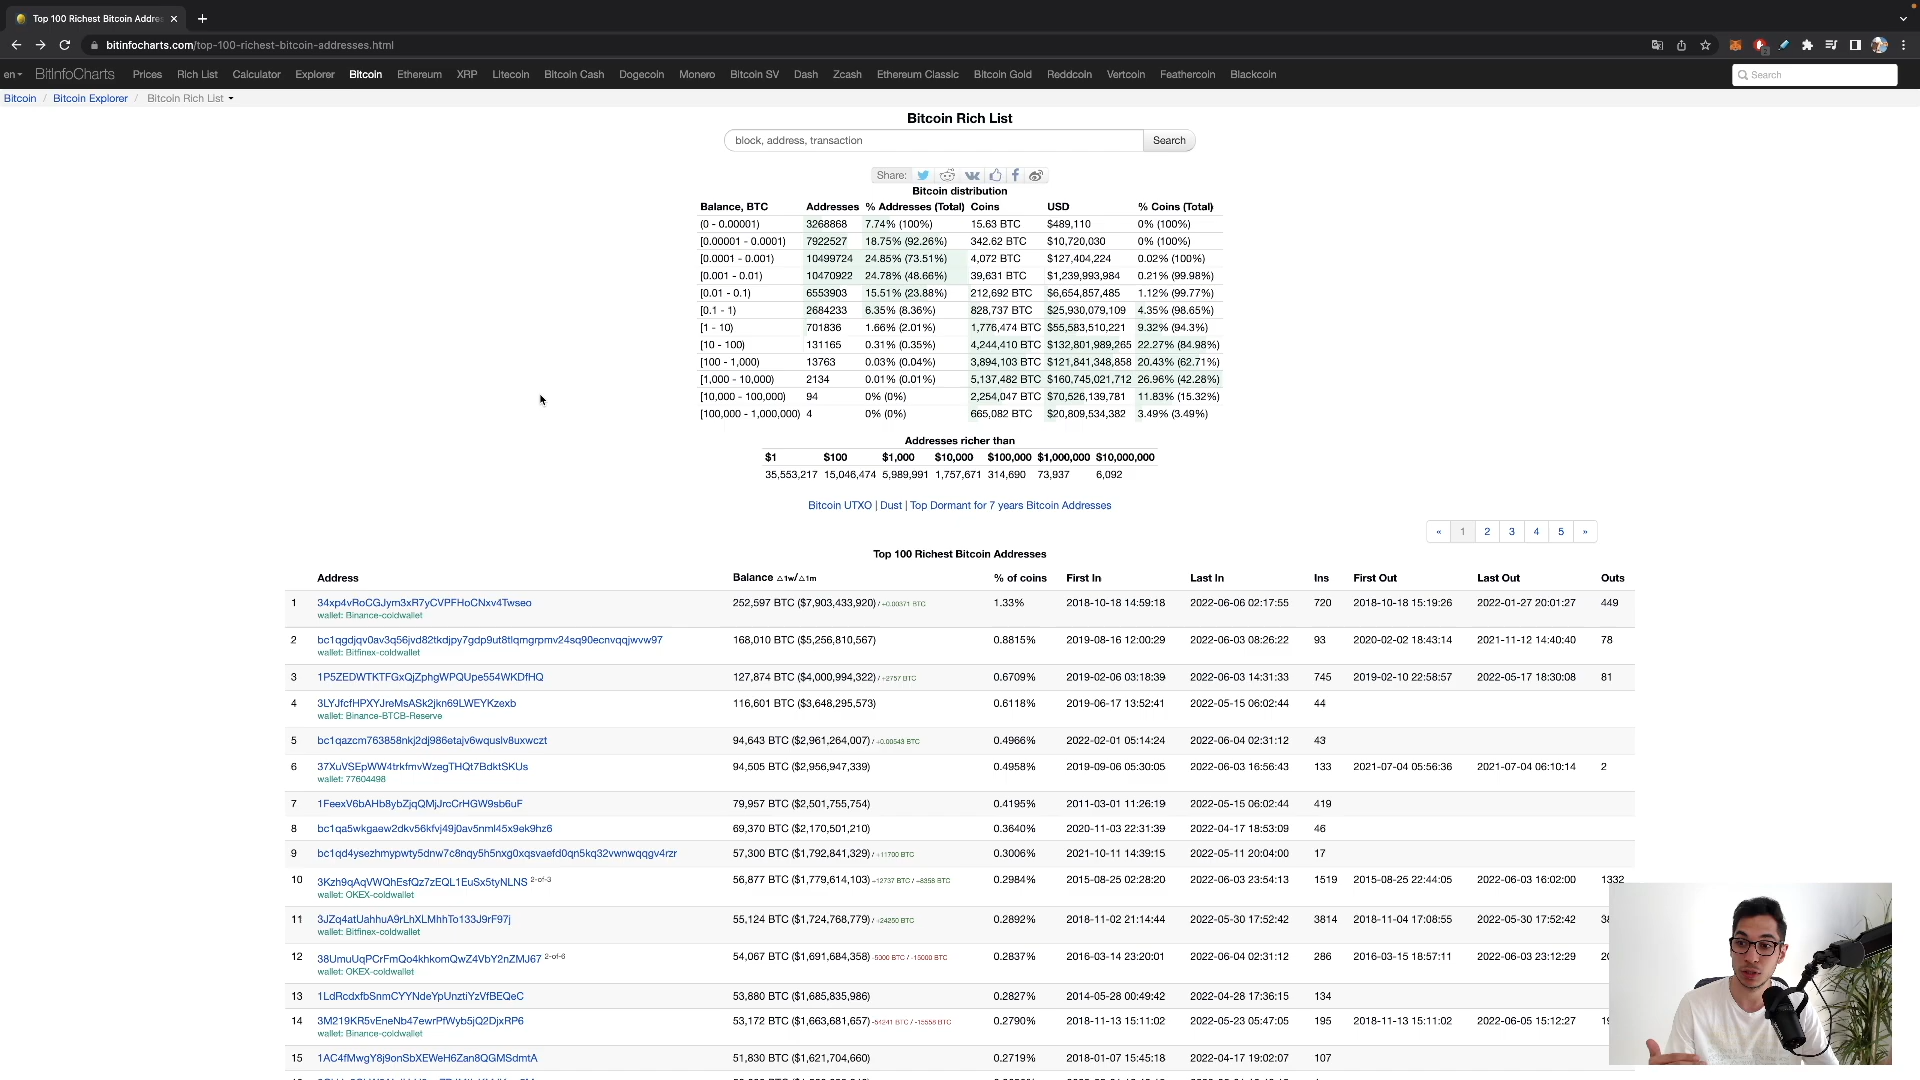 Top 100 Richest Bitcoin Addre
bitinfocharts.com/top-100-richest-bitcoin-addresses.html
en BitInfoCharts Prices Rich List Calculator Explorer Bitcoin Ethereum XRP Litecoin Bitcoin Cash Dogecoin Monero Bitcoin SV Dash Zcash Ethereum Classic Bitcoin Gold Reddcoin Vertcoin Feathercoin Blackcoin Search
Bitcoin / Bitcoin Explorer / Bitcoin Rich List
Bitcoin Rich List
block, address, transaction Search
Share:
Bitcoin distribution
Balance, BTC Addresses % Addresses (Total) Coins USD % Coins (Total)
(0 - 0.00001) 3268868 7.74% (100%) 15.63 BTC $489,110 0% (100%)
[0.00001 - 0.0001) 7922527 18.75% (92.26%) 342.62 BTC $10,720,030 0% (100%)
[0.0001 - 0.001) 10499724 24.85% (73.51%) 4,072 BTC $127,404,224 0.02% (100%)
[0.001 - 0.01) 10470922 24.78% (48.66%) 39,631 BTC $1,239,993,984 0.21% (99.98%)
[0.01 - 0.1) 6553903 15.51% (23.88%) 212,692 BTC $6,654,857,485 1.12% (99.77%)
[0.1 - 1) 2684233 6.35% (8.36%) 828,737 BTC $25,930,079,109 4.35% (98.65%)
[1 - 10) 701836 1.66% (2.01%) 1,776,474 BTC $55,583,510,221 9.32% (94.3%)
[10 - 100) 131165 0.31% (0.35%) 4,244,410 BTC $132,801,989,265 22.27% (84.98%)
[100 - 1,000) 13763 0.03% (0.04%) 3,894,103 BTC $121,841,348,858 20.43% (62.71%)
[1,000 - 10,000) 2134 0.01% (0.01%) 5,137,482 BTC $160,745,021,712 26.96% (42.28%)
[10,000 - 100,000) 94 0% (0%) 2,254,047 BTC $70,526,139,781 11.83% (15.32%)
[100,000 - 1,000,000) 4 0% (0%) 665,082 BTC $20,809,534,382 3.49% (3.49%)
Addresses richer than
$1 $100 $1,000 $10,000 $100,000 $1,000,000 $10,000,000
35,553,217 15,046,474 5,989,991 1,757,671 314,690 73,937 6,092
Bitcoin UTXO | Dust | Top Dormant for 7 years Bitcoin Addresses
« 1 2 3 4 5 »
Top 100 Richest Bitcoin Addresses
Address Balance △1w/△1m % of coins First In Last In Ins First Out Last Out Outs
1 34xp4vRoCGJym3xR7yCVPFHoCNxv4Twseo 252,597 BTC ($7,903,433,920) / +0.00371 BTC 1.33% 2018-10-18 14:59:18 2022-06-06 02:17:55 720 2018-10-18 15:19:26 2022-01-27 20:01:27 449
wallet: Binance-coldwallet
2 bc1qgdjqv0av3q56jvd82tkdjpy7gdp9ut8tlqmgrpmv24sq90ecnvqqjwvw97 168,010 BTC ($5,256,810,567) 0.8815% 2019-08-16 12:00:29 2022-06-03 08:26:22 93 2020-02-02 18:43:14 2021-11-12 14:40:40 78
wallet: Bitfinex-coldwallet
3 1P5ZEDWTKTFGxQjZphgWPQUpe554WKDfHQ 127,874 BTC ($4,000,994,322) / +2757 BTC 0.6709% 2019-02-06 03:18:39 2022-06-03 14:31:33 745 2019-02-10 22:58:57 2022-05-17 18:30:08 81
4 3LYJfcfHPXYJreMsASk2jkn69LWEYKzexb 116,601 BTC ($3,648,295,573) 0.6118% 2019-06-17 13:52:41 2022-05-15 06:02:44 44
wallet: Binance-BTCB-Reserve
5 bc1qazcm763858nkj2dj986etajv6wquslv8uxwczt 94,643 BTC ($2,961,264,007) / +0.00543 BTC 0.4966% 2022-02-01 05:14:24 2022-06-04 02:31:12 43
6 37XuVSEpWW4trkfmvWzegTHQt7BdktSKUs 94,505 BTC ($2,956,947,339) 0.4958% 2019-09-06 05:30:05 2022-06-03 16:56:43 133 2021-07-04 05:56:36 2021-07-04 06:10:14 2
wallet: 77604498
7 1FeexV6bAHb8ybZjqQMjJrcCrHGW9sb6uF 79,957 BTC ($2,501,755,754) 0.4195% 2011-03-01 11:26:19 2022-05-15 06:02:44 419
8 bc1qa5wkgaew2dkv56kfvj49j0av5nml45x9ek9hz6 69,370 BTC ($2,170,501,210) 0.3640% 2020-11-03 22:31:39 2022-04-17 18:53:09 46
9 bc1qd4ysezhmypwty5dnw7c8nqy5h5nxg0xqsvaefd0qn5kq32vwnwqqgv4rzr 57,300 BTC ($1,792,841,329) / +11700 BTC 0.3006% 2021-10-11 14:39:15 2022-05-11 20:04:00 17
10 3Kzh9qAqVWQhEsfQz7zEQL1EuSx5tyNLNS 2-of-3 56,877 BTC ($1,779,614,103) +12737 BTC / +8358 BTC 0.2984% 2015-08-25 02:28:20 2022-06-03 23:54:13 1519 2015-08-25 22:44:05 2022-06-03 16:02:00 1332
wallet: OKEX-coldwallet
11 3JZq4atUahhuA9rLhXLMhhTo133J9rF97j 55,124 BTC ($1,724,768,779) / +24250 BTC 0.2892% 2018-11-02 21:14:44 2022-05-30 17:52:42 3814 2018-11-04 17:08:55 2022-05-30 17:52:42
wallet: Bitfinex-coldwallet
12 38UmuUqPCrFmQo4khkomQwZ4VbY2nZMJ67 2-of-6 54,067 BTC ($1,691,684,358) -5000 BTC / -15000 BTC 0.2837% 2016-03-14 23:20:01 2022-06-04 02:31:12 286 2016-03-15 18:57:11 2022-06-03 23:12:29
wallet: OKEX-coldwallet
13 1LdRcdxfbSnmCYYNdeYpUnztiYzVfBEQeC 53,880 BTC ($1,685,835,986) 0.2827% 2014-05-28 00:49:42 2022-04-28 17:36:15 134
14 3M219KR5vEneNb47ewrPfWyb5jQ2DjxRP6 53,172 BTC ($1,663,681,657) -54241 BTC / -15558 BTC 0.2790% 2018-11-13 15:11:02 2022-05-23 05:47:05 195 2018-11-13 15:11:02 2022-06-05 15:12:27
wallet: Binance-coldwallet
15 1AC4fMwgY8j9onSbXEWeH6Zan8QGMSdmtA 51,830 BTC ($1,621,704,660) 0.2719% 2018-01-07 15:45:18 2022-04-17 19:02:07 107